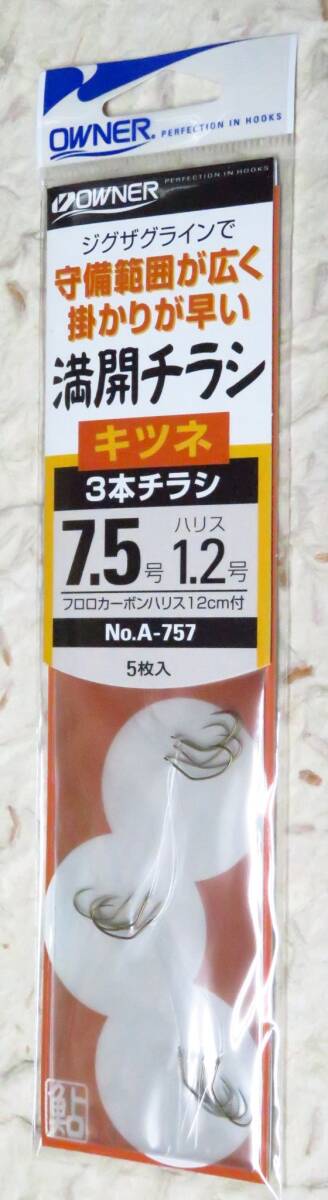 OWNER. PERFECTION IN HOOKS
PERFECTION IN HOOKS
OWNER
ジグザグラインで
守備範囲が広く
掛かりが早い
満開チラシ
キツネ
3本チラシ
7.5号 ハリス 1.2号
フロロカーボンハリス12cm付
No.A-757
5枚入
鮎